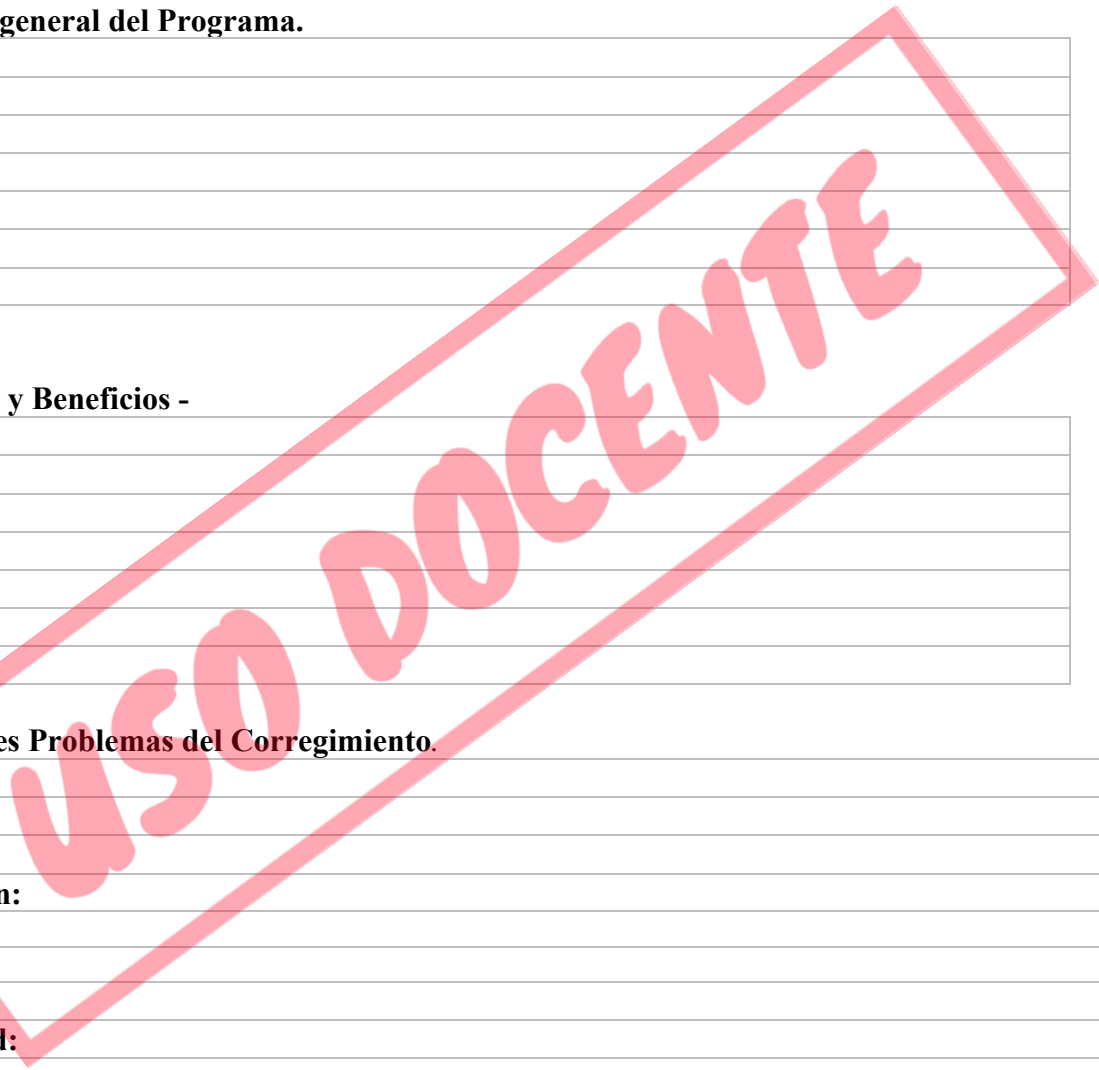 general del Programa.
y Beneficios -
es Problemas del Corregimiento.
n:
d:
USO DOCENTE